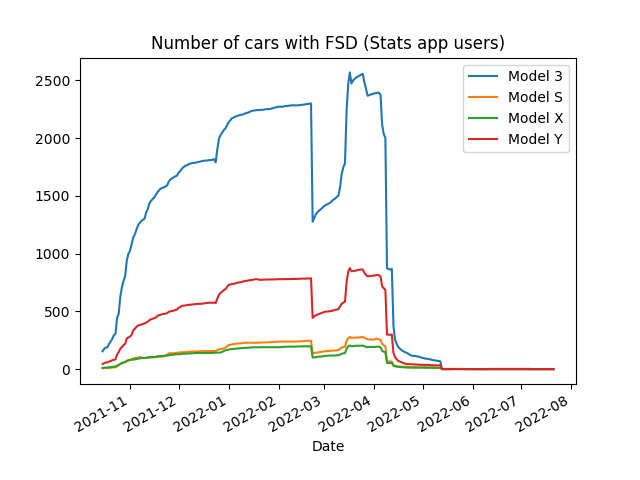 Number of cars with FSD (Stats app users)
Model 3
Model S
Model X
Model Y
2500
2000
1500
1000
500
0
2021-11
2021-12
2022-01
2022-02
2022-03
2022-04
2022-05
2022-06
2022-07
2022-08
Date